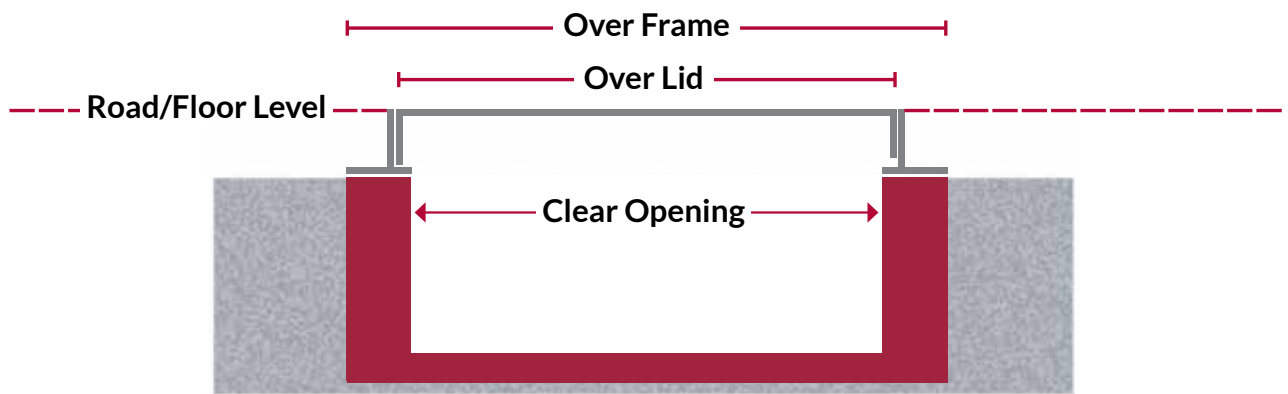 Over Frame
Over Lid
Road/Floor Level
Clear Opening